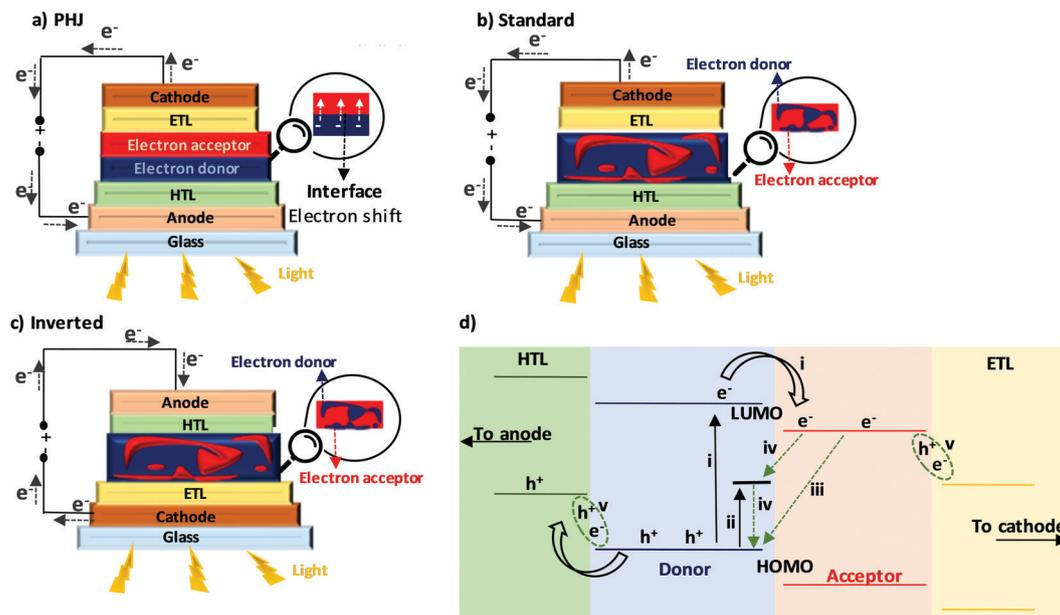 a) PHJ
e-
e-
e-
Cathode
ETL
Electron acceptor
Electron donor
HTL
Anode
Glass
+
-
e-
e-
Light
Interface
Electron shift
b) Standard
e-
e-
e-
Electron donor
Cathode
ETL
Electron acceptor
HTL
Anode
Glass
+
-
e-
e-
Light
c) Inverted
e-
e-
e-
Electron donor
Anode
HTL
Electron acceptor
ETL
Cathode
Glass
+
-
e-
e-
Light
d)
HTL
ETL
i
e-
LUMO
e-
e-
To anode
iv
h+
v
e-
i
h+
iii
h+
v
e-
ii
iv
h+
h+
To cathode
Donor
HOMO
Acceptor